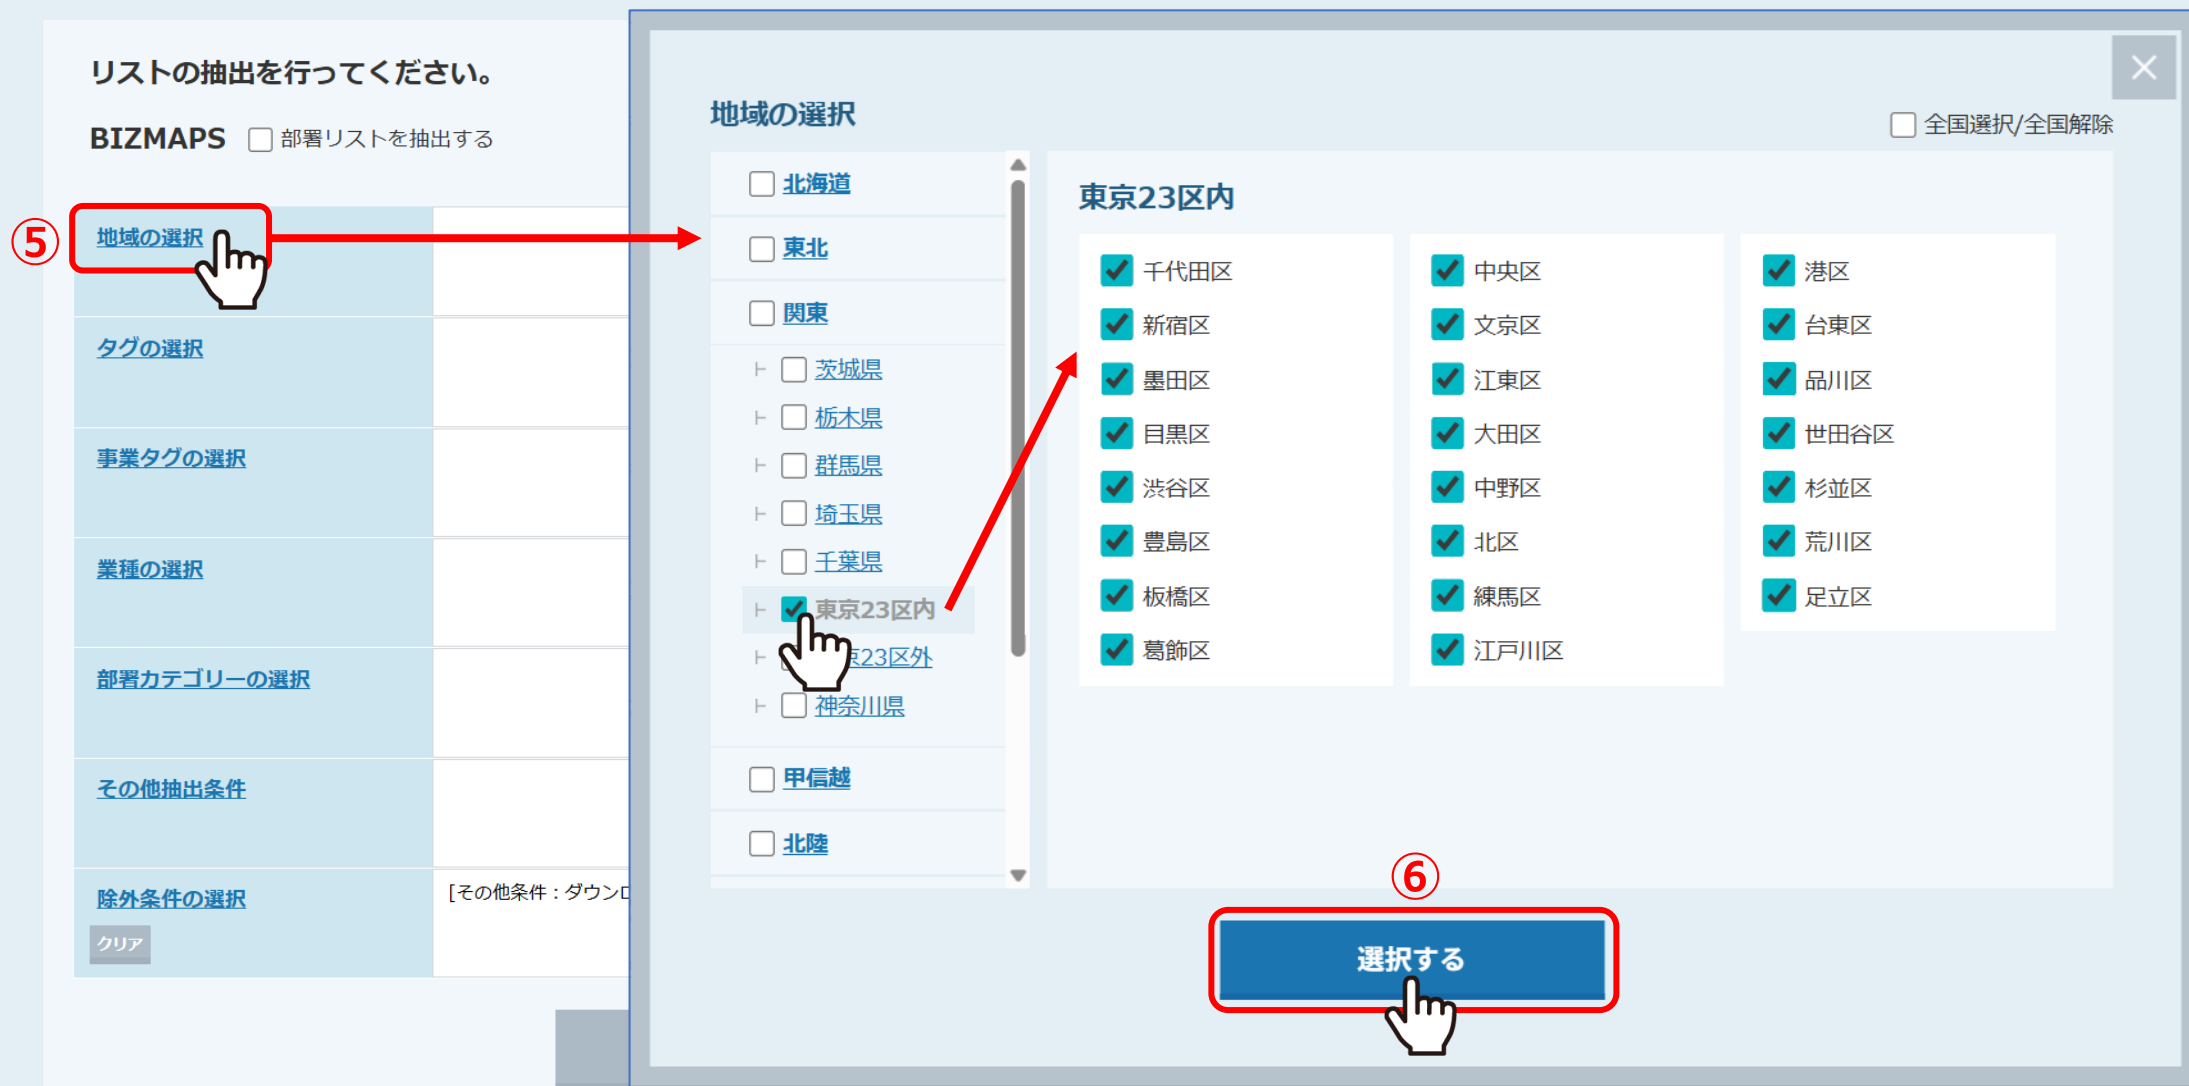 リストの抽出を行ってください。
BIZMAPS 部署リストを抽出する
⑤
地域の選択
タグの選択
事業タグの選択
業種の選択
部署カテゴリーの選択
その他抽出条件
除外条件の選択
クリア
[その他条件：ダウンロ
地域の選択
全国選択/全国解除
北海道
東北
関東
茨城県
栃木県
群馬県
埼玉県
千葉県
東京23区内
京23区外
神奈川県
甲信越
北陸
東京23区内
千代田区 中央区 港区
新宿区 文京区 台東区
墨田区 江東区 品川区
目黒区 大田区 世田谷区
渋谷区 中野区 杉並区
豊島区 北区 荒川区
板橋区 練馬区 足立区
葛飾区 江戸川区
⑥
選択する